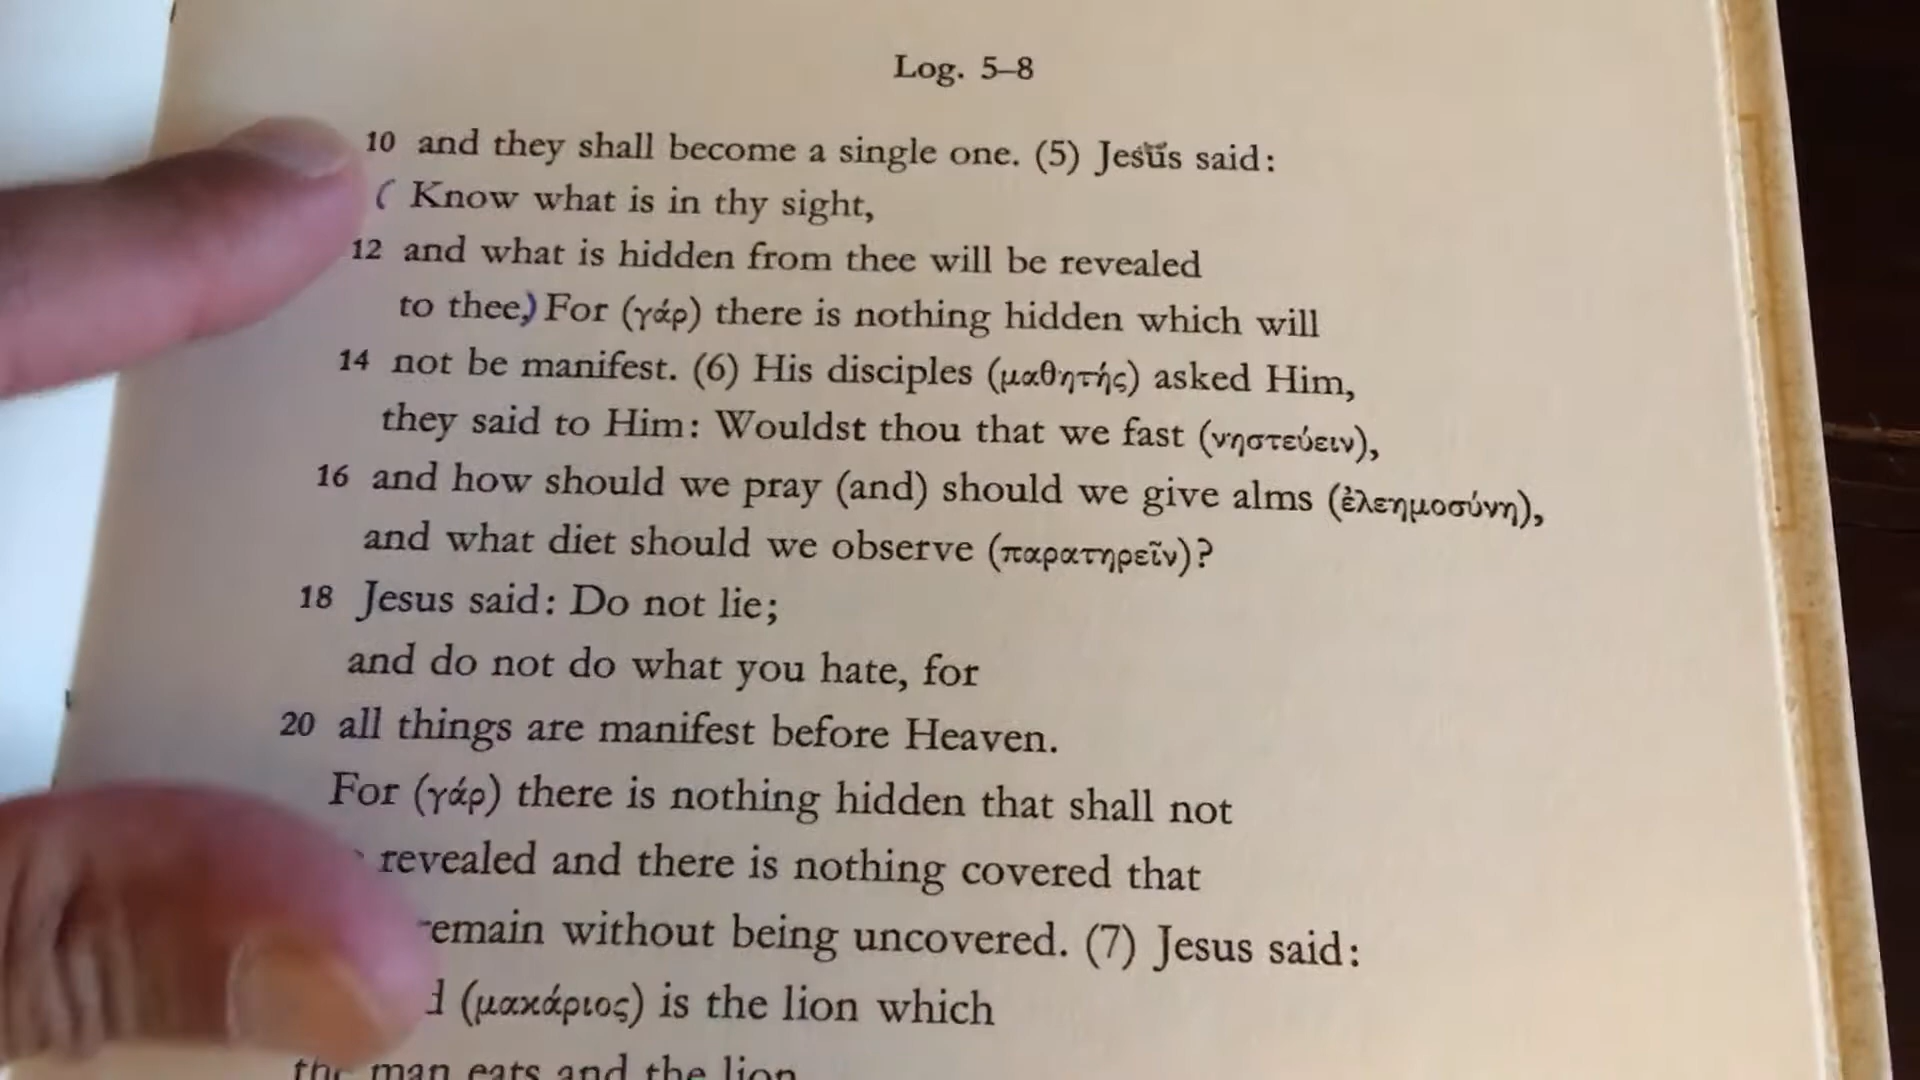 Log. 5–8
10 and they shall become a single one. (5) Jesus said:
( Know what is in thy sight,
12 and what is hidden from thee will be revealed
to thee,) For (γάρ) there is nothing hidden which will
14 not be manifest. (6) His disciples (μαθητής) asked Him,
they said to Him: Wouldst thou that we fast (νηστεύειν),
16 and how should we pray (and) should we give alms (ἐλεημοσύνη),
and what diet should we observe (παρατηρεῖν)?
18 Jesus said: Do not lie;
and do not do what you hate, for
20 all things are manifest before Heaven.
For (γάρ) there is nothing hidden that shall not
revealed and there is nothing covered that
remain without being uncovered. (7) Jesus said:
(μακάριος) is the lion which
the man eats and the lion